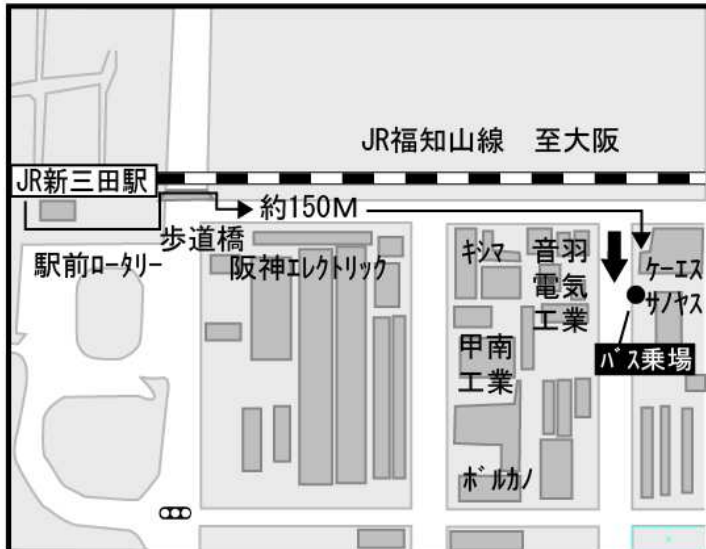 JR福知山線　至大阪
JR新三田駅
約150M
歩道橋
駅前ロータリー
阪神エレクトリック
キシマ
音羽
電気
工業
ケーエス
サノヤス
バス乗場
甲南
工業
ボルカノ